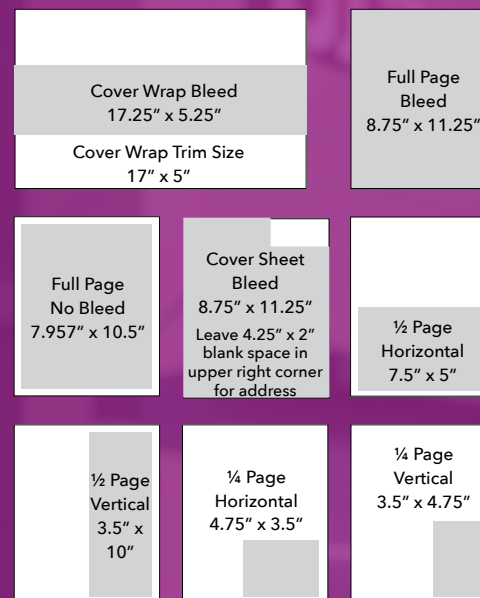 Cover Wrap Bleed
17.25” x 5.25”
Cover Wrap Trim Size
17” x 5”
Full Page
Bleed
8.75” x 11.25”
Full Page
No Bleed
7.957” x 10.5”
Cover Sheet
Bleed
8.75” x 11.25”
Leave 4.25” x 2”
blank space in
upper right corner
for address
½ Page
Horizontal
7.5” x 5”
½ Page
Vertical
3.5” x
10”
¼ Page
Horizontal
4.75” x 3.5”
¼ Page
Vertical
3.5” x 4.75”